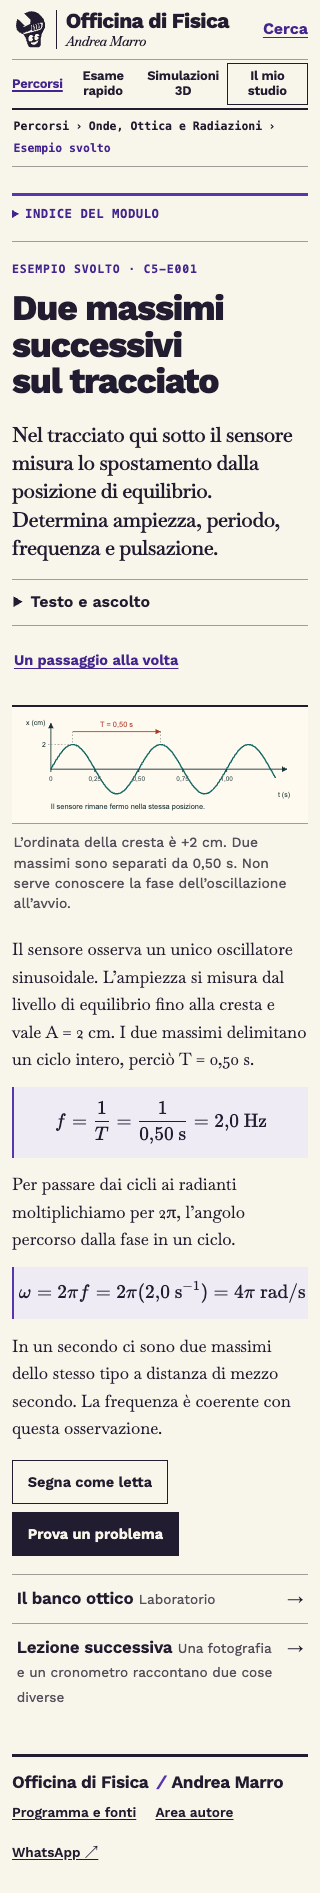 Officina di Fisica
Andrea Marro
Cerca
Percorsi
Esame
rapido
Simulazioni
3D
Il mio
studio
Percorsi › Onde, Ottica e Radiazioni ›
Esempio svolto
▶ INDICE DEL MODULO
ESEMPIO SVOLTO · C5–E001
Due massimi
successivi
sul tracciato
Nel tracciato qui sotto il sensore
misura lo spostamento dalla
posizione di equilibrio.
Determina ampiezza, periodo,
frequenza e pulsazione.
▶ Testo e ascolto
Un passaggio alla volta
x (cm)
T = 0,50 s
2
0 0,25 0,50 0,75 1,00
t (s)
Il sensore rimane fermo nella stessa posizione.
L’ordinata della cresta è +2 cm. Due
massimi sono separati da 0,50 s. Non
serve conoscere la fase dell’oscillazione
all’avvio.
Il sensore osserva un unico oscillatore
sinusoidale. L’ampiezza si misura dal
livello di equilibrio fino alla cresta e
vale A = 2 cm. I due massimi delimitano
un ciclo intero, perciò T = 0,50 s.
f = 1/T = 1/(0,50 s) = 2,0 Hz
Per passare dai cicli ai radianti
moltiplichiamo per 2π, l’angolo
percorso dalla fase in un ciclo.
ω = 2πf = 2π(2,0 s⁻¹) = 4π rad/s
In un secondo ci sono due massimi
dello stesso tipo a distanza di mezzo
secondo. La frequenza è coerente con
questa osservazione.
Segna come letta
Prova un problema
Il banco ottico Laboratorio →
Lezione successiva Una fotografia →
e un cronometro raccontano due cose
diverse
Officina di Fisica / Andrea Marro
Programma e fonti Area autore
WhatsApp ↗